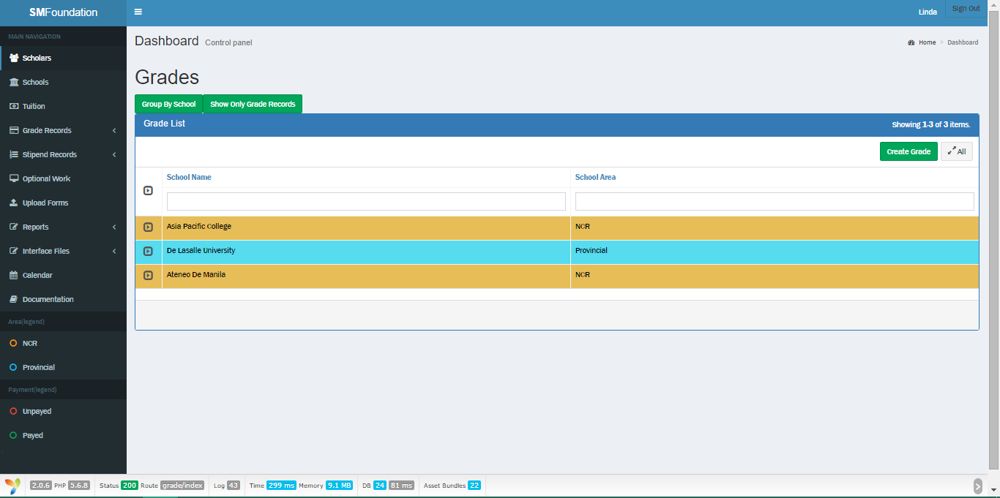 SMFoundation
Linda
Sign Out
MAIN NAVIGATION
Scholars
Schools
Tuition
Grade Records
Stipend Records
Optional Work
Upload Forms
Reports
Interface Files
Calendar
Documentation
Area(legend)
NCR
Provincial
Payment(legend)
Unpayed
Payed
Dashboard Control panel
Home > Dashboard
Grades
Group By School Show Only Grade Records
Grade List Showing 1-3 of 3 items.
Create Grade All
School Name School Area
Asia Pacific College NCR
De Lasalle University Provincial
Ateneo De Manila NCR
2.0.6 PHP 5.6.8 Status 200 Route grade/index Log 43 Time 299 ms Memory 9.1 MB DB 24 81 ms Asset Bundles 22